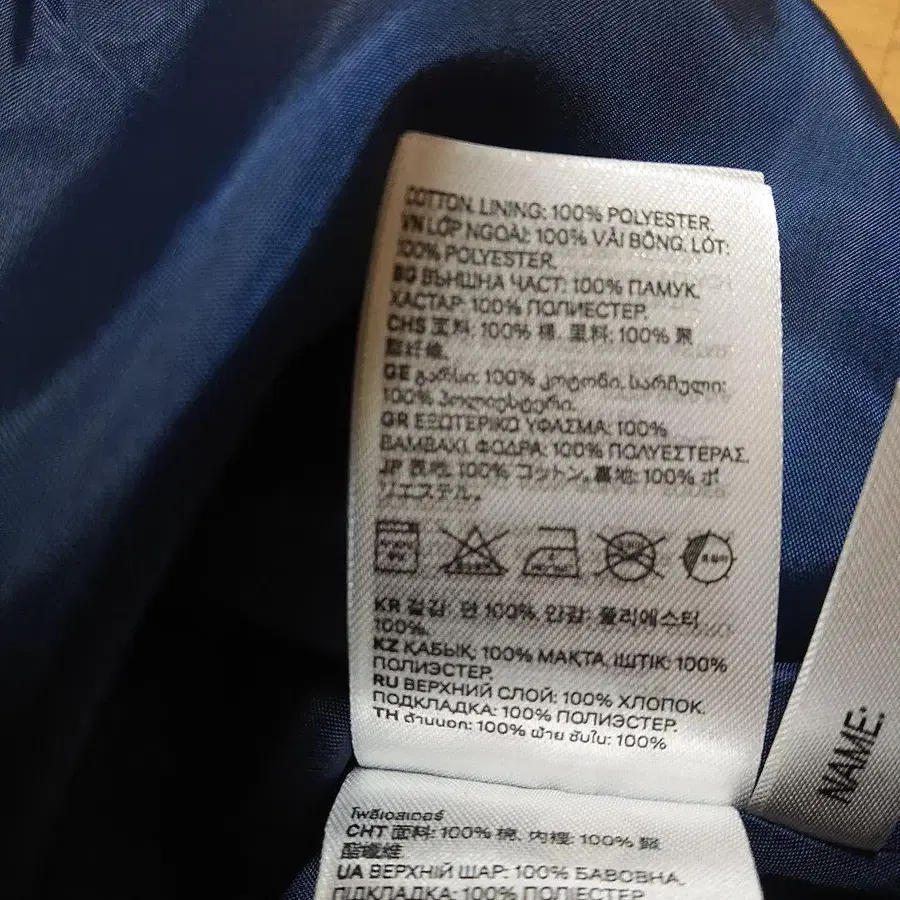 COTTON. LINING: 100% POLYESTER.
VN LỚP NGOÀI: 100% VẢI BÔNG. LÓT:
100% POLYESTER.
BG ВЪНШНА ЧАСТ: 100% ПАМУК.
ХАСТАР: 100% ПОЛИЕСТЕР.
CHS 面料: 100% 棉. 里料: 100% 聚
酯纤维.
GE გარსი: 100% კოტონი. სარჩული:
100% პოლიესტერი.
GR ΕΞΩΤΕΡΙΚΟ ΥΦΑΣΜΑ: 100%
ΒΑΜΒΑΚΙ. ΦΟΔΡΑ: 100% ΠΟΛΥΕΣΤΕΡΑΣ.
JP 表地: 100% コットン。裏地: 100% ポ
リエステル。
KR 겉감: 면 100%. 안감: 폴리에스터
100%.
KZ ҚАБЫҚ: 100% МАҚТА. ІШТІК: 100%
ПОЛИЭСТЕР.
RU ВЕРХНИЙ СЛОЙ: 100% ХЛОПОК.
ПОДКЛАДКА: 100% ПОЛИЭСТЕР.
TH ด้านนอก: 100% ฝ้าย ซับใน: 100%
โพลีเอสเตอร์
CHT 面料: 100% 棉. 內裡: 100% 聚
酯纖維
UA ВЕРХНІЙ ШАР: 100% БАВОВНА.
ПІДКЛАДКА: 100% ПОЛІЕСТЕР.
NAME: